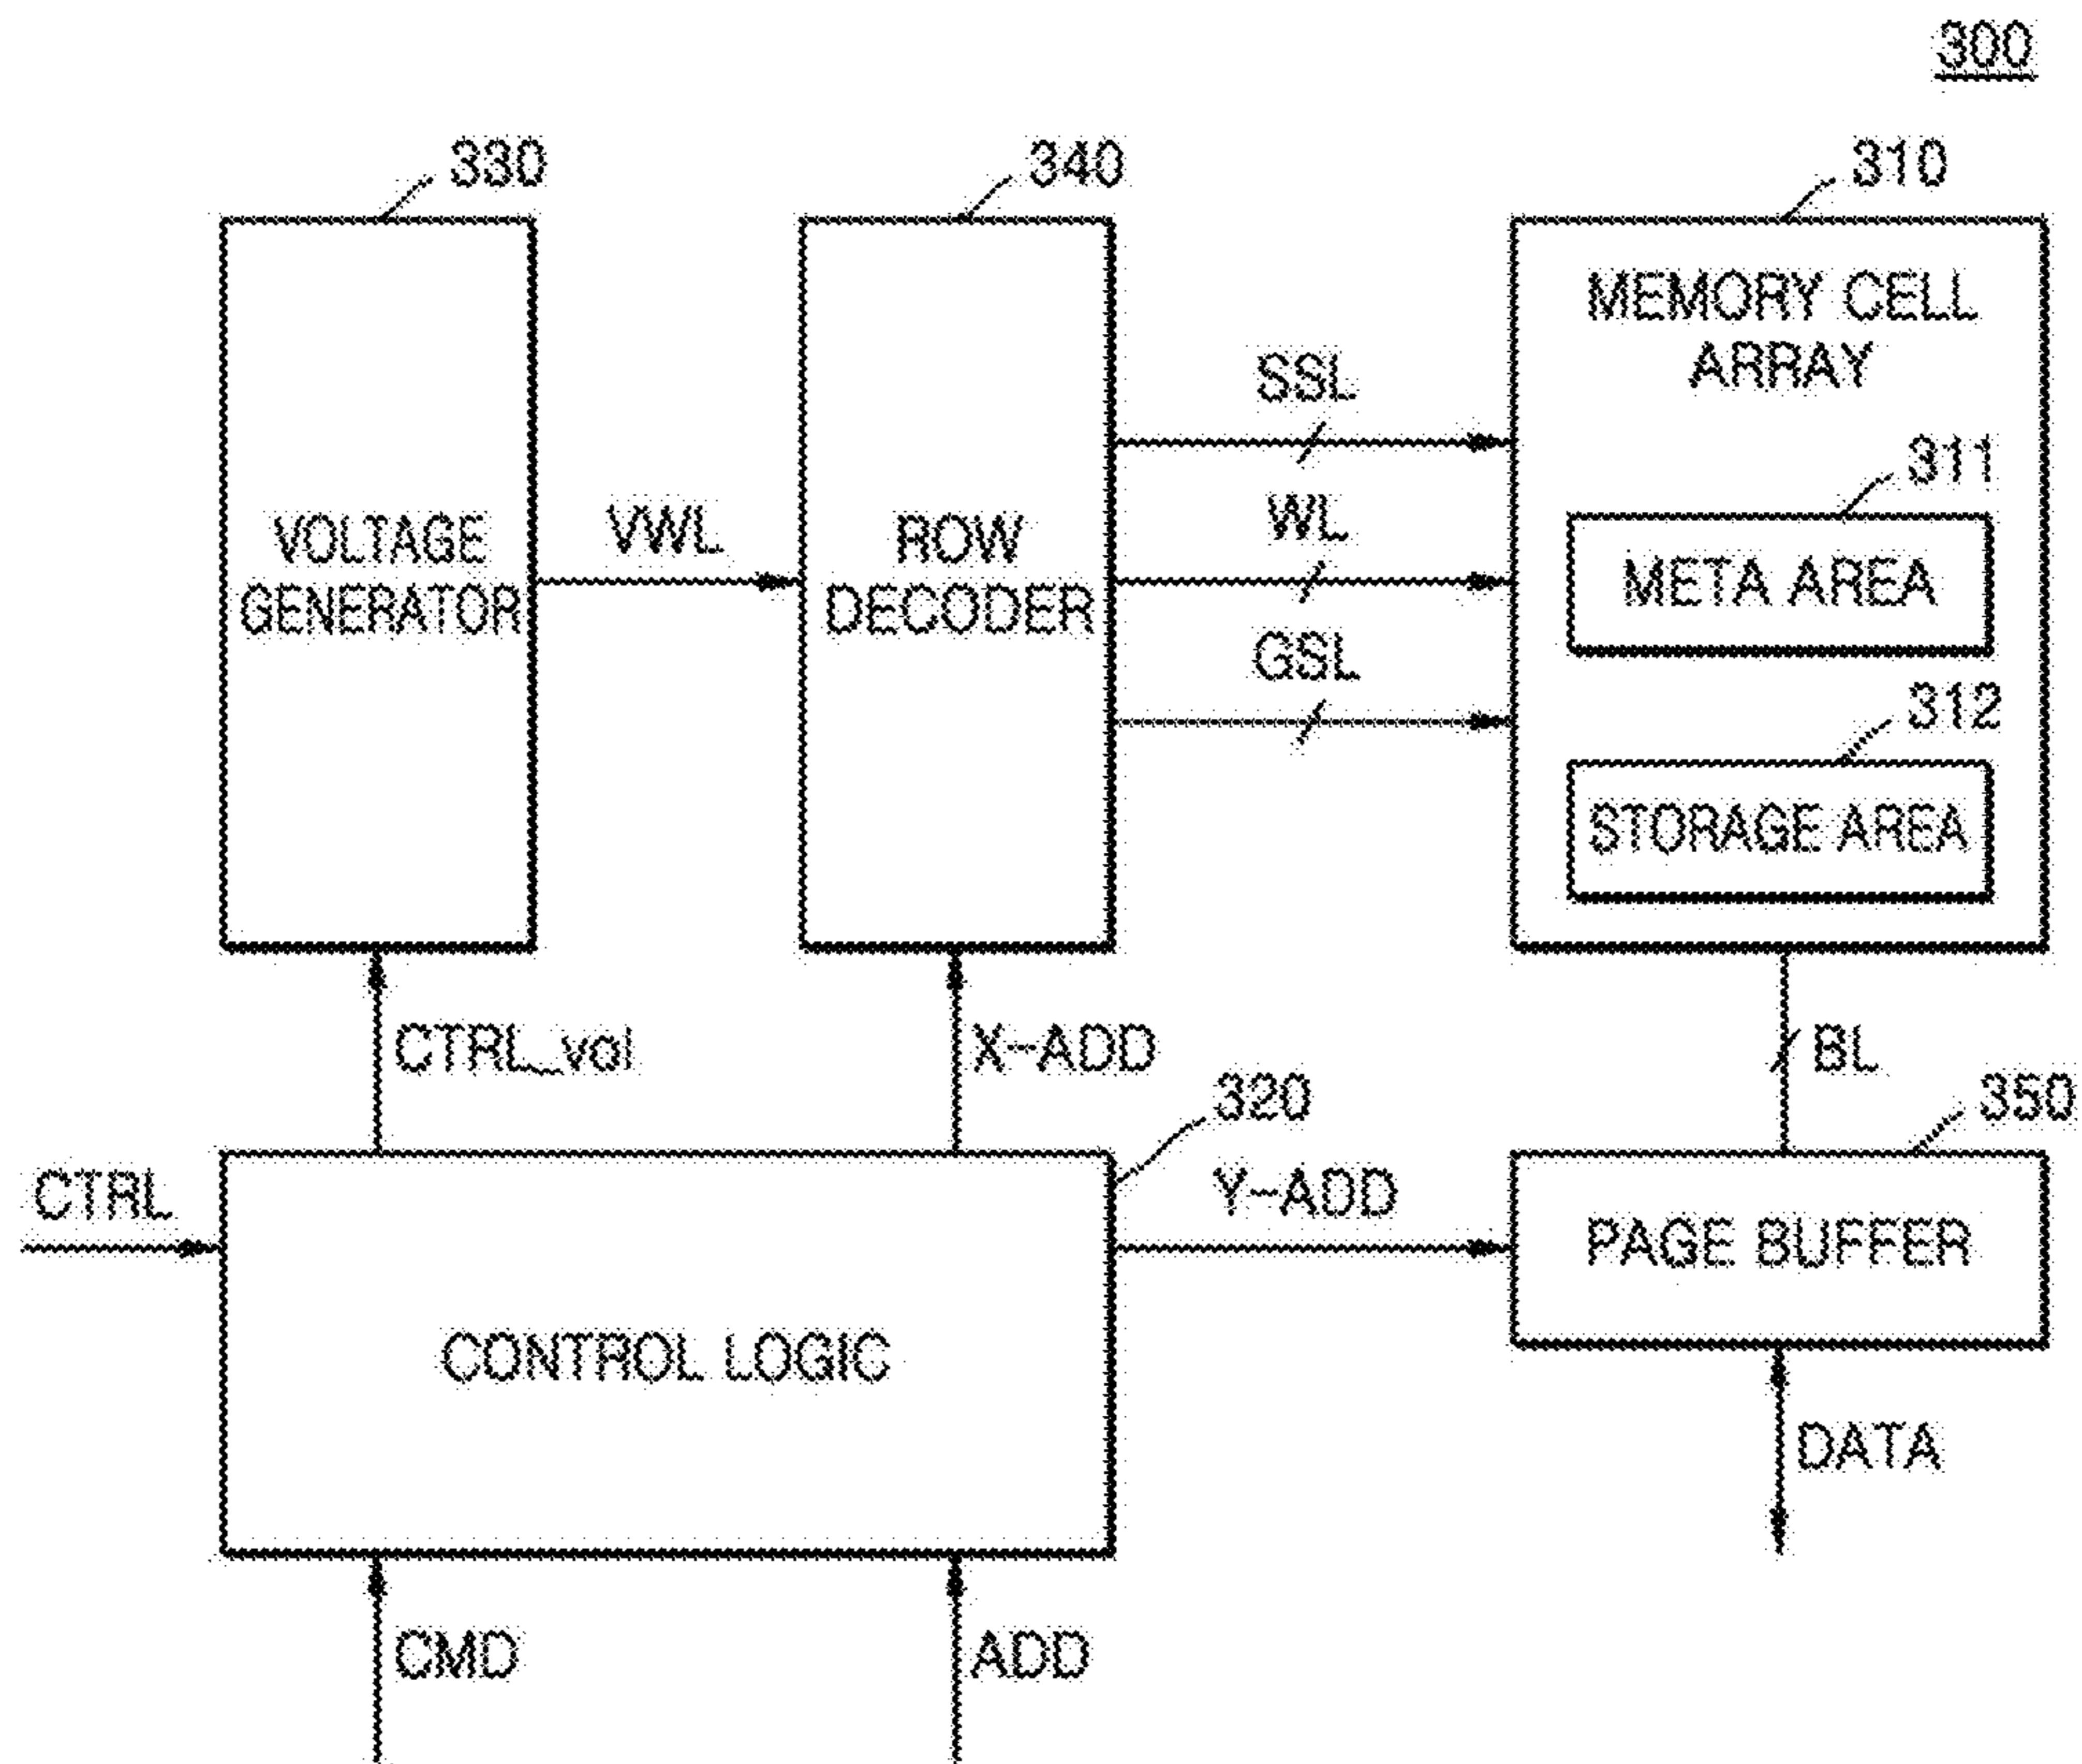 300
330
340
310
MEMORY CELL
ARRAY
SSL
311
WL
VOLTAGE
GENERATOR
VWL
ROW
DECODER
META AREA
GSL
312
STORAGE AREA
CTRL_vol
X-ADD
BL
320
350
CTRL
Y-ADD
PAGE BUFFER
CONTROL LOGIC
DATA
CMD
ADD